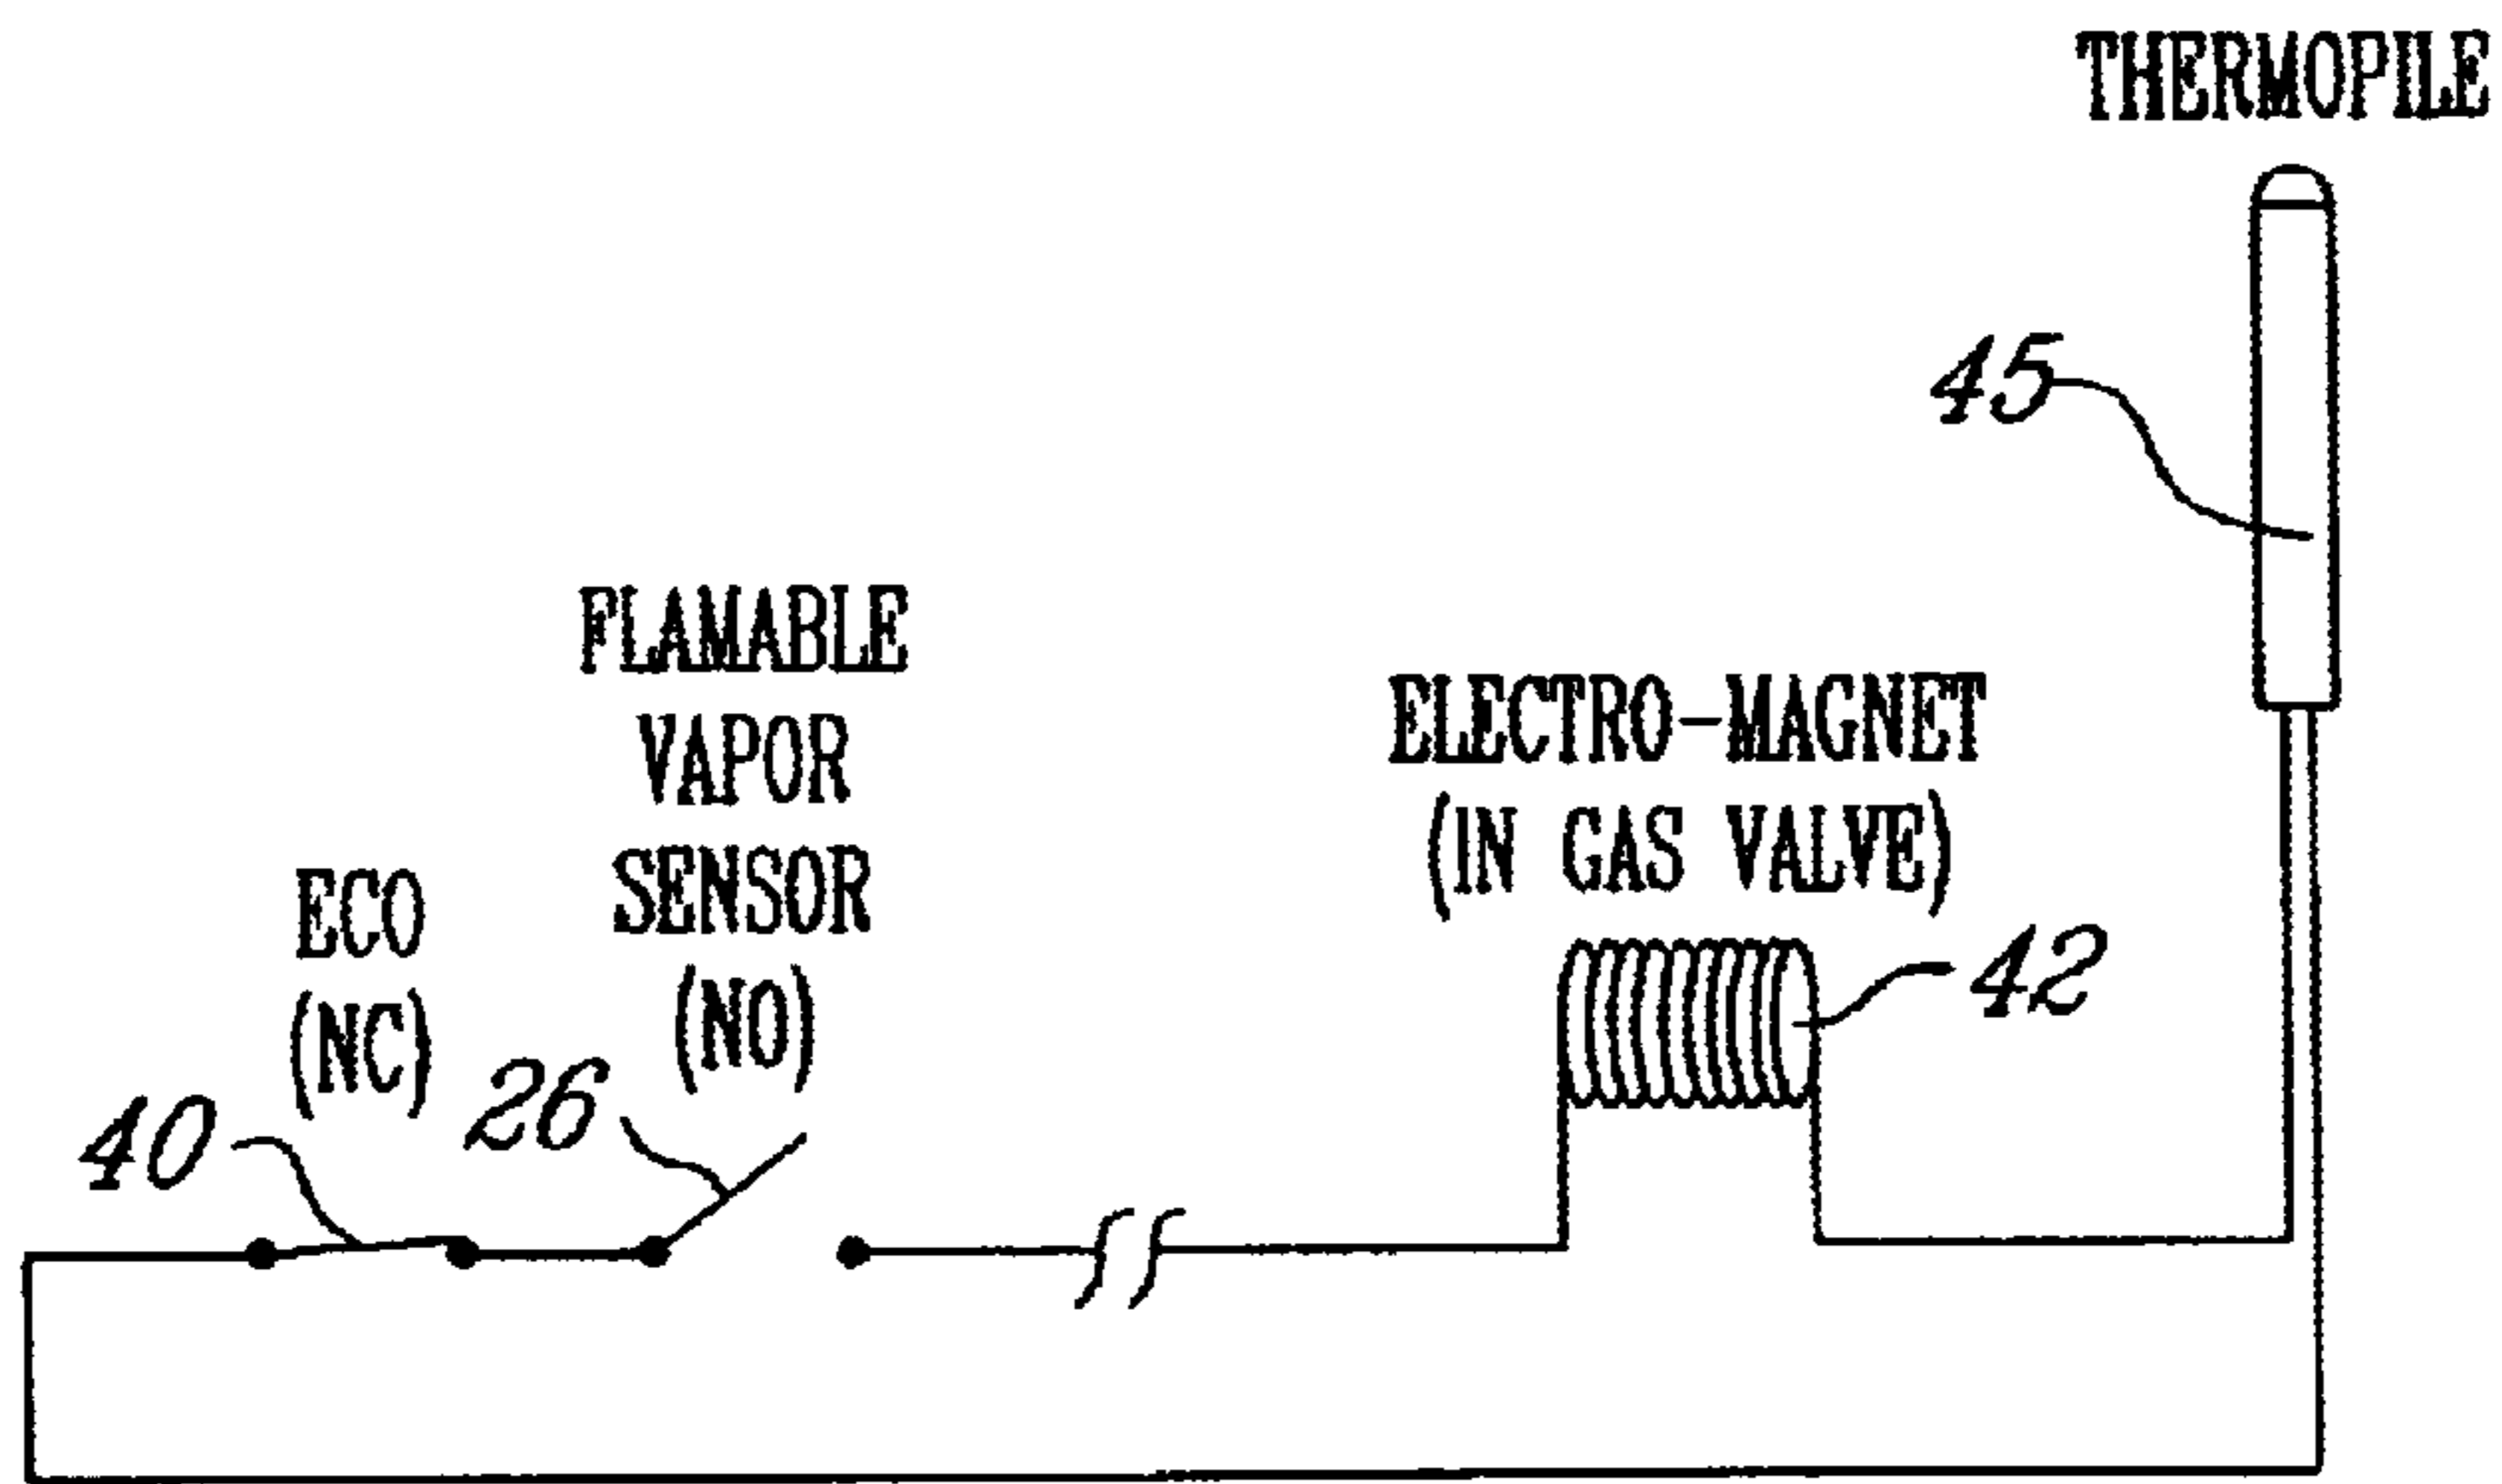 THERMOPILE
45
FLAMABLE
VAPOR
SENSOR
(NO)
ELECTRO-MAGNET
(IN GAS VALVE)
42
ECO
(NC)
40
26